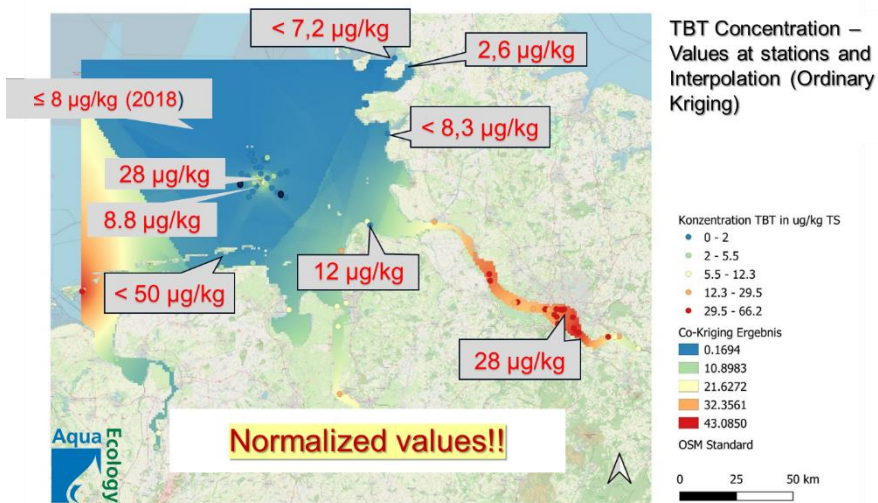 TBT Concentration –
Values at stations and
Interpolation (Ordinary
Kriging)
< 7,2 µg/kg
2,6 µg/kg
≤ 8 µg/kg (2018)
< 8,3 µg/kg
28 µg/kg
8.8 µg/kg
12 µg/kg
< 50 µg/kg
28 µg/kg
Normalized values!!
Aqua
Ecology
Konzentration TBT in ug/kg TS
0 - 2
2 - 5.5
5.5 - 12.3
12.3 - 29.5
29.5 - 66.2
Co-Kriging Ergebnis
0.1694
10.8983
21.6272
32.3561
43.0850
OSM Standard
0 25 50 km